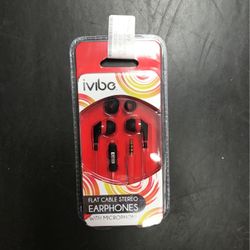 ivibe
FLAT CABLE STEREO
EARPHONES
WITH MICROPHONE